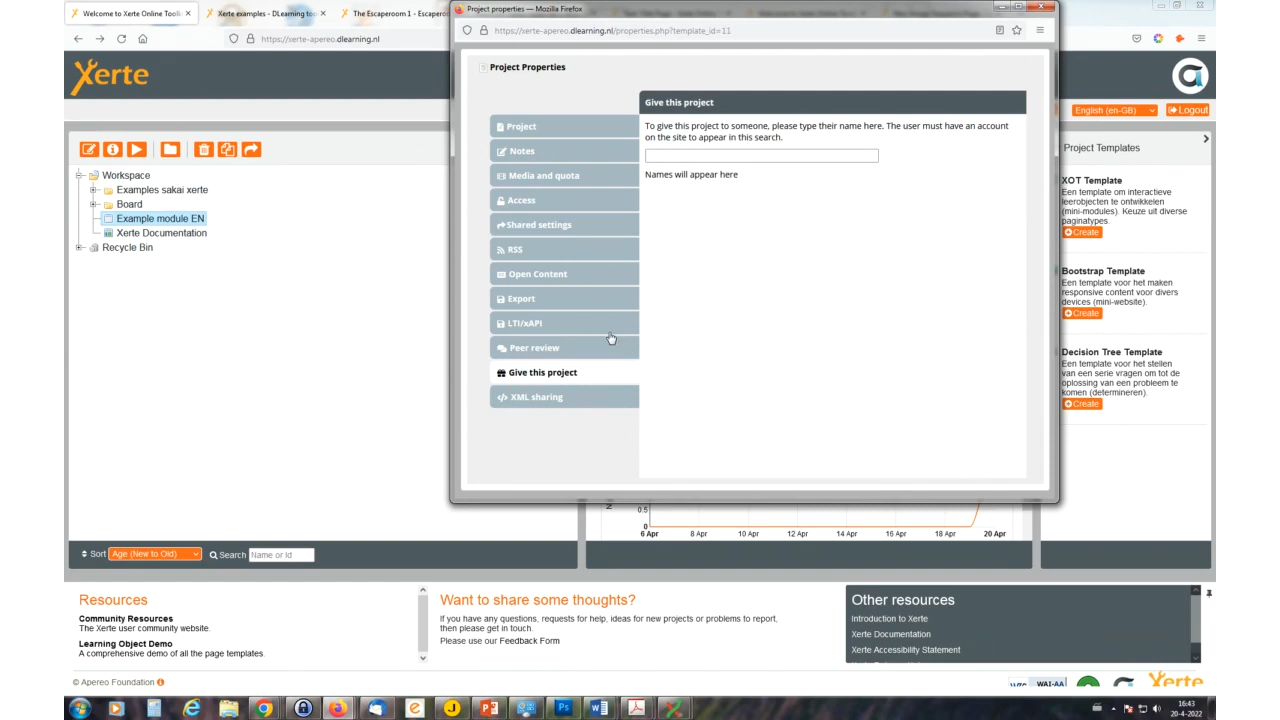 Welcome to Xerte Online Toolk
Xerte examples - DLearning too
The Escaperoom 1 - Escapero
Project properties — Mozilla Firefox
https://xerte-apereo.dlearning.nl
https://xerte-apereo.dlearning.nl/properties.php?template_id=11
Xerte
English (en-GB)
Logout
Workspace
Examples sakai xerte
Board
Example module EN
Xerte Documentation
Recycle Bin
Project Properties
Project
Notes
Media and quota
Access
Shared settings
RSS
Open Content
Export
LTI/xAPI
Peer review
Give this project
XML sharing
Give this project
To give this project to someone, please type their name here. The user must have an account
on the site to appear in this search.
Names will appear here
Project Templates
XOT Template
Een template om interactieve
leerobjecten te ontwikkelen
(mini-modules). Keuze uit diverse
paginatypes.
Create
Bootstrap Template
Een template voor het maken
responsive content voor divers
devices (mini-website).
Create
Decision Tree Template
Een template voor het stellen
van een serie vragen om tot de
oplossing van een probleem te
komen (determineren).
Create
0.5
0
6 Apr 8 Apr 10 Apr 12 Apr 14 Apr 16 Apr 18 Apr 20 Apr
Sort Age (New to Old) Search Name or Id
Resources
Community Resources
The Xerte user community website.
Learning Object Demo
A comprehensive demo of all the page templates.
Want to share some thoughts?
If you have any questions, requests for help, ideas for new projects or problems to report,
then please get in touch.
Please use our Feedback Form
Other resources
Introduction to Xerte
Xerte Documentation
Xerte Accessibility Statement
© Apereo Foundation
WAI-AA
Xerte
16:43
20-4-2022